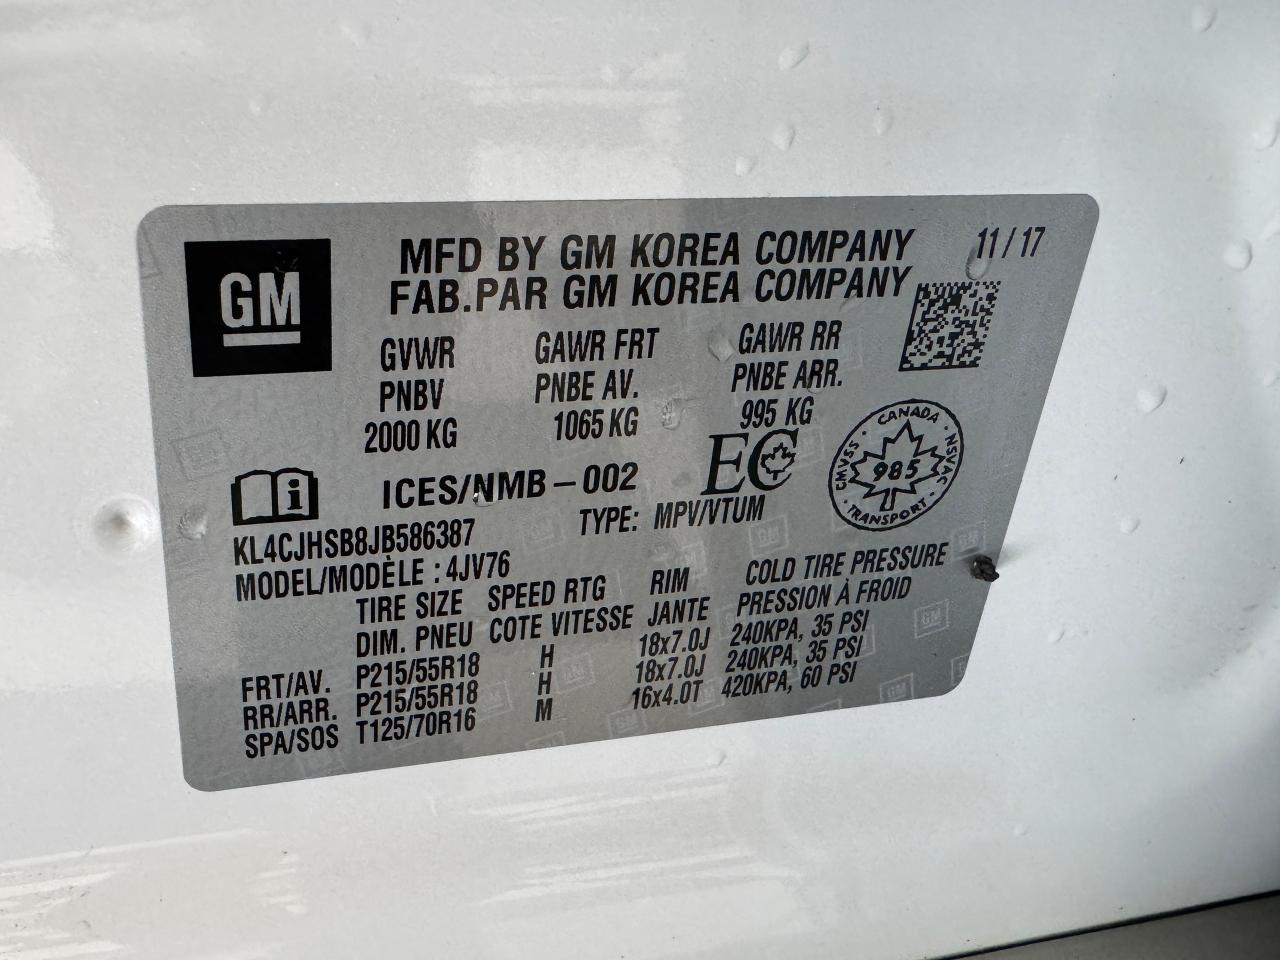 GM
MFD BY GM KOREA COMPANY 11/17
FAB.PAR GM KOREA COMPANY
GVWR GAWR FRT GAWR RR
PNBV PNBE AV. PNBE ARR.
2000 KG 1065 KG 995 KG
i ICES/NMB-002 EC
CANADA
CMVSS 985 NSVAC
TRANSPORT
KL4CJHSB8JB586387 TYPE: MPV/VTUM
MODEL/MODÈLE : 4JV76
TIRE SIZE SPEED RTG RIM COLD TIRE PRESSURE
DIM. PNEU COTE VITESSE JANTE PRESSION À FROID
FRT/AV. P215/55R18 H 18x7.0J 240KPA, 35 PSI
RR/ARR. P215/55R18 H 18x7.0J 240KPA, 35 PSI
SPA/SOS T125/70R16 M 16x4.0T 420KPA, 60 PSI